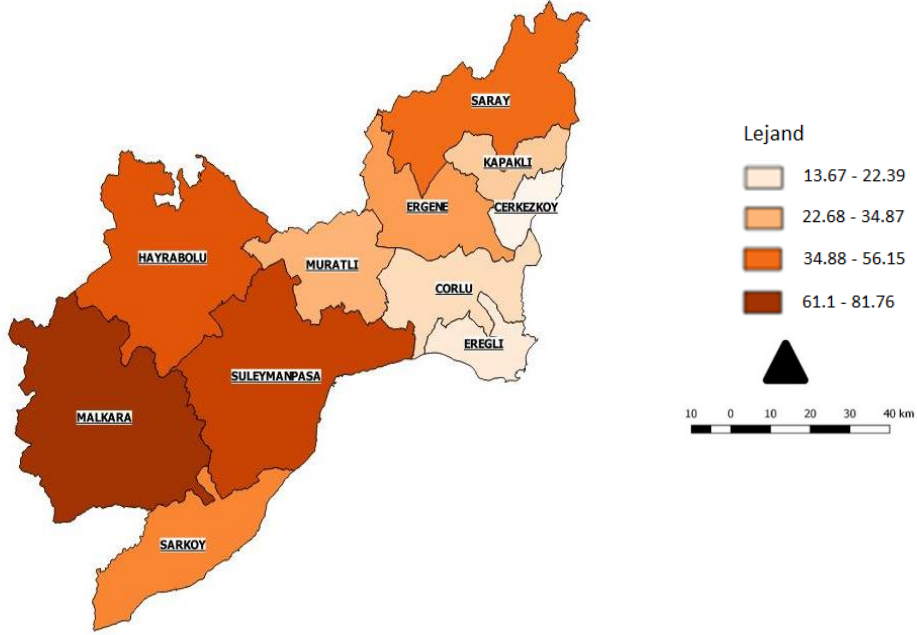 SARAY
KAPAKLI
ERGENE
CERKEZKOY
HAYRABOLU
MURATLI
CORLU
EREGLI
SULEYMANPASA
MALKARA
SARKOY
Lejand
13.67 - 22.39
22.68 - 34.87
34.88 - 56.15
61.1 - 81.76
10 0 10 20 30 40 km